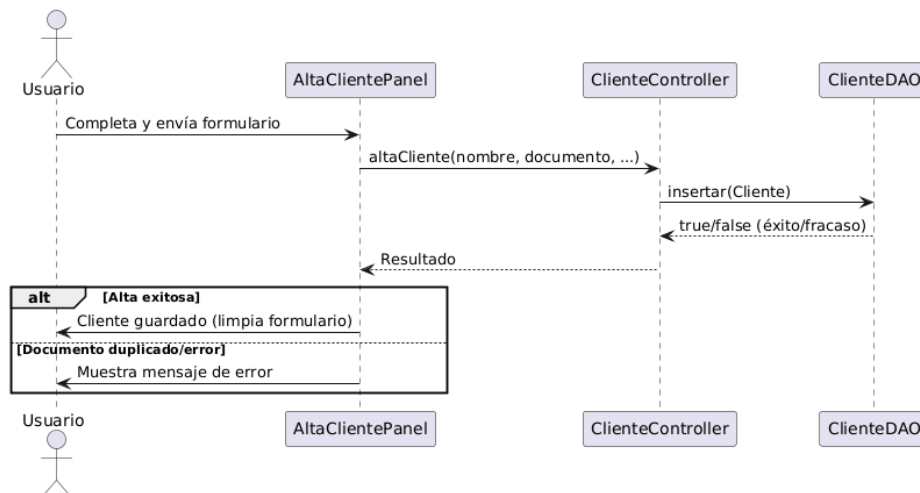 Usuario
AltaClientePanel
ClienteController
ClienteDAO
Completa y envía formulario
altaCliente(nombre, documento, ...)
insertar(Cliente)
true/false (éxito/fracaso)
Resultado
alt [Alta exitosa]
Cliente guardado (limpia formulario)
[Documento duplicado/error]
Muestra mensaje de error
Usuario
AltaClientePanel
ClienteController
ClienteDAO